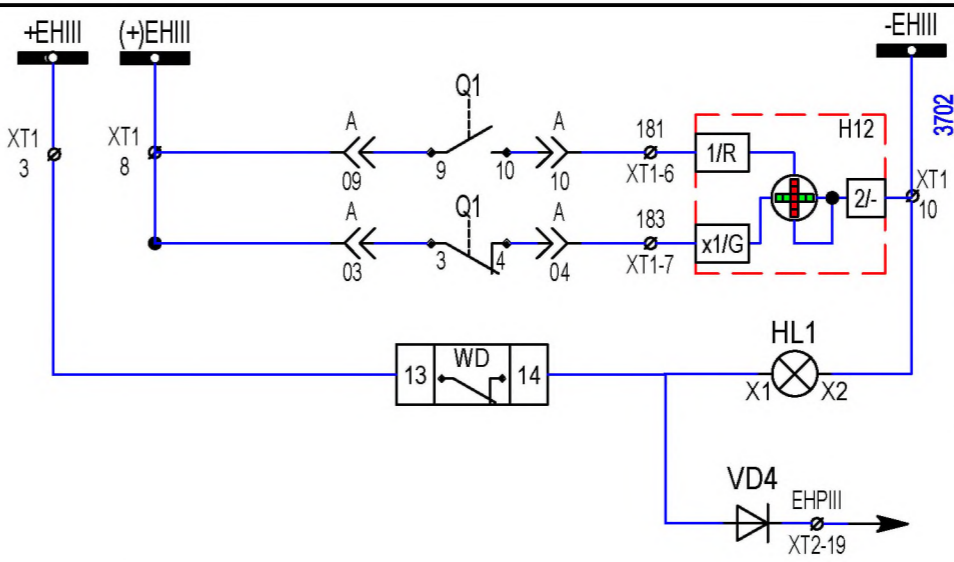 +EHIII
(+)EHIII
-EHIII
3702
XT1
3
XT1
8
A
09
Q1
9
10
A
10
181
XT1-6
1/R
H12
2/-
XT1
10
A
03
Q1
3
4
A
04
183
XT1-7
x1/G
13
WD
14
HL1
X1
X2
VD4
EHPIII
XT2-19